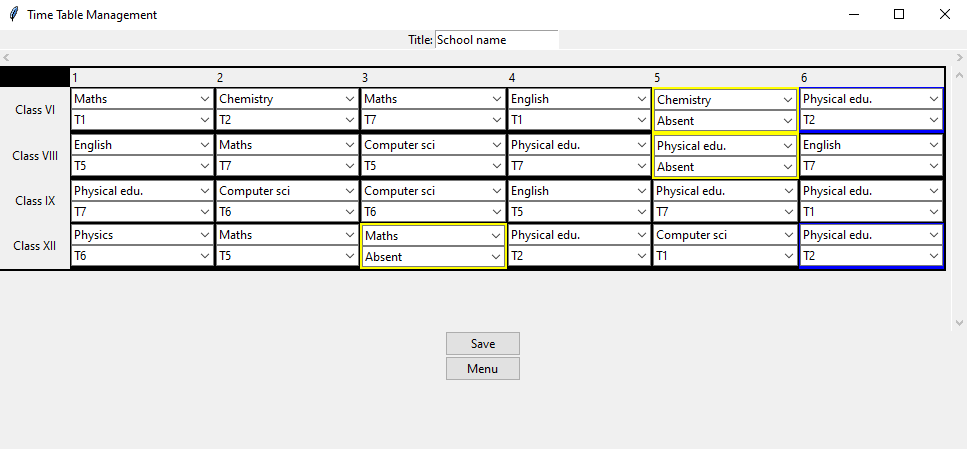 Time Table Management
Title: School name
1 2 3 4 5 6
Class VI
Maths Chemistry Maths English Chemistry Physical edu.
T1 T2 T7 T1 Absent T2
Class VIII
English Maths Computer sci Physical edu. Physical edu. English
T5 T7 T5 T7 Absent T7
Class IX
Physical edu. Computer sci Computer sci English Physical edu. Physical edu.
T7 T6 T6 T5 T7 T1
Class XII
Physics Maths Maths Physical edu. Computer sci Physical edu.
T6 T5 Absent T2 T1 T2
Save
Menu